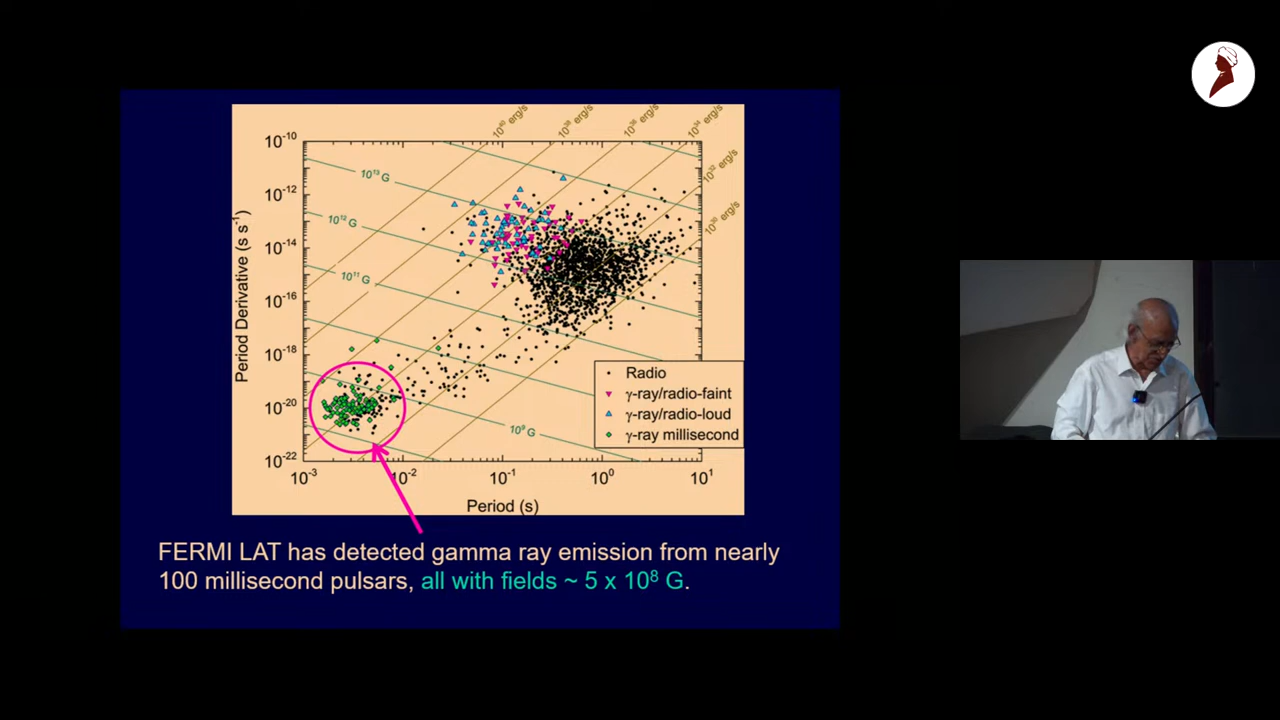 10⁴⁰ erg/s
10³⁸ erg/s
10³⁶ erg/s
10³⁴ erg/s
10³² erg/s
10³⁰ erg/s
10⁻¹⁰
10⁻¹²
10⁻¹⁴
10⁻¹⁶
10⁻¹⁸
10⁻²⁰
10⁻²²
Period Derivative (s s⁻¹)
10¹³ G
10¹² G
10¹¹ G
10⁹ G
Radio
γ-ray/radio-faint
γ-ray/radio-loud
γ-ray millisecond
10⁻³
10⁻²
10⁻¹
10⁰
10¹
Period (s)
FERMI LAT has detected gamma ray emission from nearly
100 millisecond pulsars, all with fields ~ 5 x 10⁸ G.